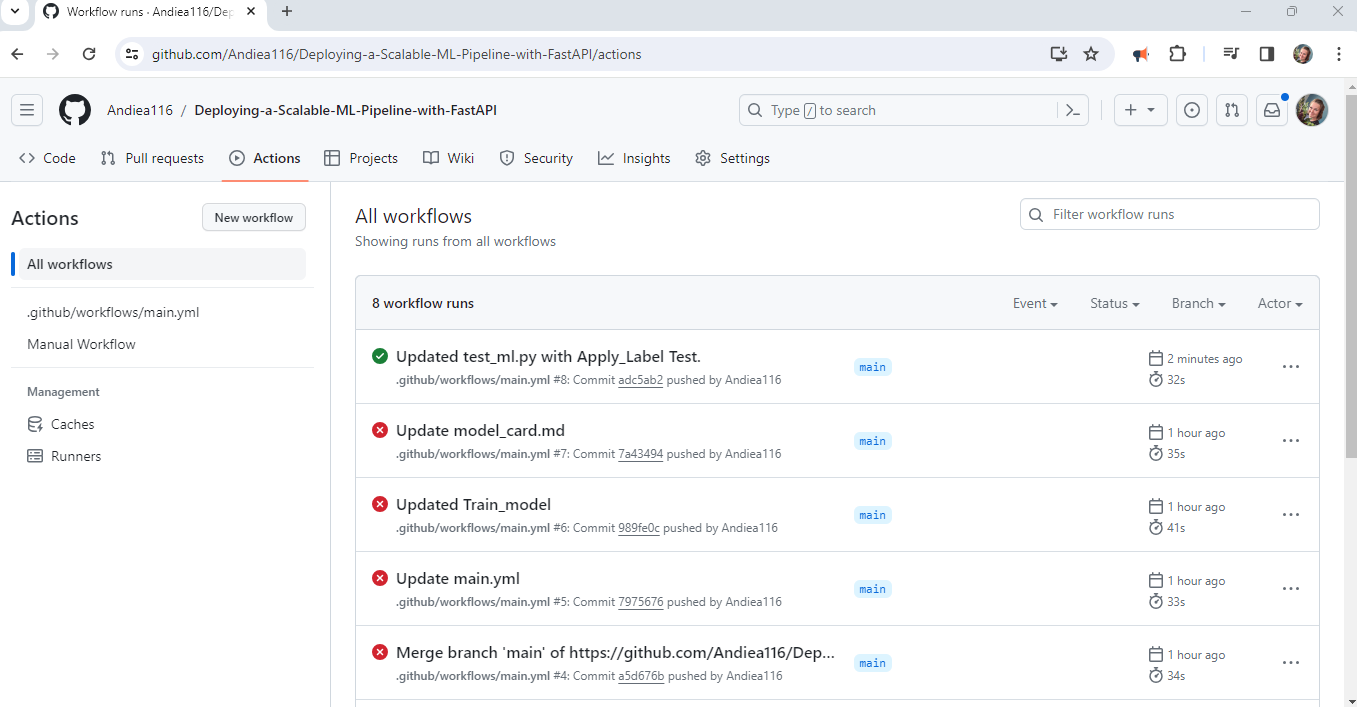 Workflow runs · Andiea116/Dep
github.com/Andiea116/Deploying-a-Scalable-ML-Pipeline-with-FastAPI/actions
Andiea116 / Deploying-a-Scalable-ML-Pipeline-with-FastAPI
Type / to search
Code Pull requests Actions Projects Wiki Security Insights Settings
Actions
New workflow
All workflows
.github/workflows/main.yml
Manual Workflow
Management
Caches
Runners
All workflows
Showing runs from all workflows
Filter workflow runs
8 workflow runs
Event Status Branch Actor
Updated test_ml.py with Apply_Label Test.
.github/workflows/main.yml #8: Commit adc5ab2 pushed by Andiea116
main
2 minutes ago
32s
Update model_card.md
.github/workflows/main.yml #7: Commit 7a43494 pushed by Andiea116
main
1 hour ago
35s
Updated Train_model
.github/workflows/main.yml #6: Commit 989fe0c pushed by Andiea116
main
1 hour ago
41s
Update main.yml
.github/workflows/main.yml #5: Commit 7975676 pushed by Andiea116
main
1 hour ago
33s
Merge branch 'main' of https://github.com/Andiea116/Dep...
.github/workflows/main.yml #4: Commit a5d676b pushed by Andiea116
main
1 hour ago
34s